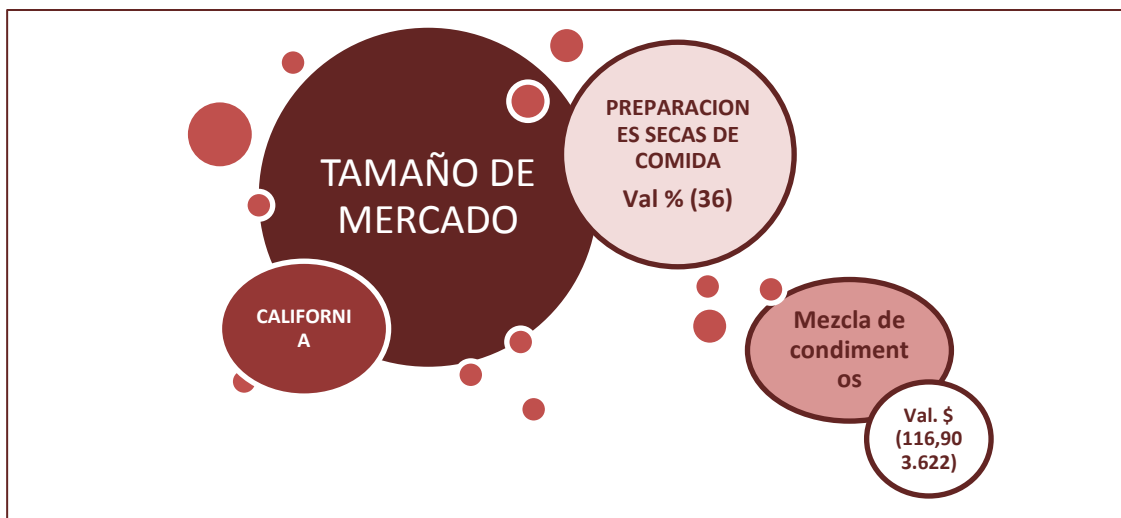 TAMAÑO DE
MERCADO
PREPARACION
ES SECAS DE
COMIDA
Val % (36)
CALIFORNI
A
Mezcla de
condiment
os
Val. $
(116,90
3.622)